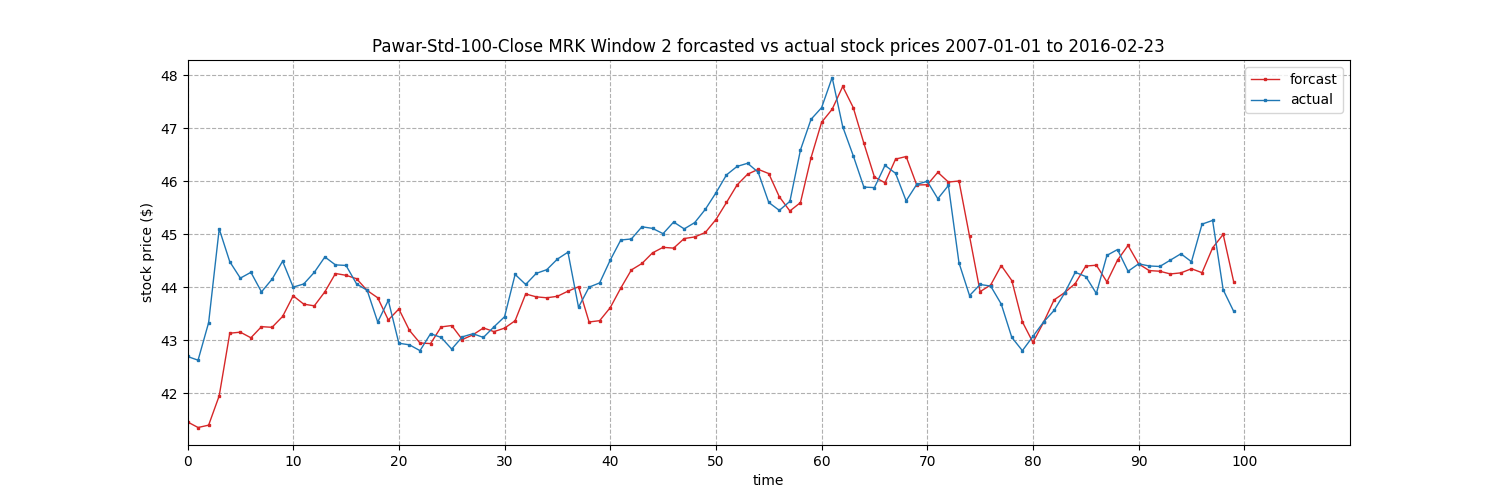 Pawar-Std-100-Close MRK Window 2 forcasted vs actual stock prices 2007-01-01 to 2016-02-23
forcast
actual
stock price ($)
48
47
46
45
44
43
42
0 10 20 30 40 50 60 70 80 90 100
time